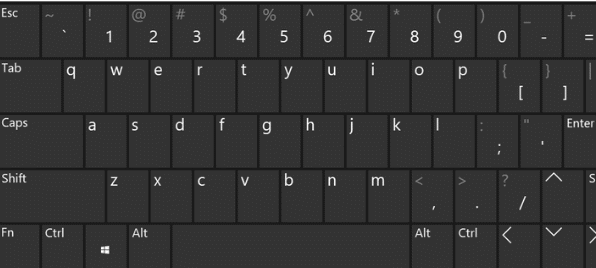 Esc ~ ` ! 1 @ 2 # 3 $ 4 % 5 ^ 6 & 7 * 8 ( 9 ) 0 _ - + =
Tab q w e r t y u i o p { [ } ] |
Caps a s d f g h j k l : ; " ' Enter
Shift z x c v b n m < , > . ? / S
Fn Ctrl Alt Alt Ctrl